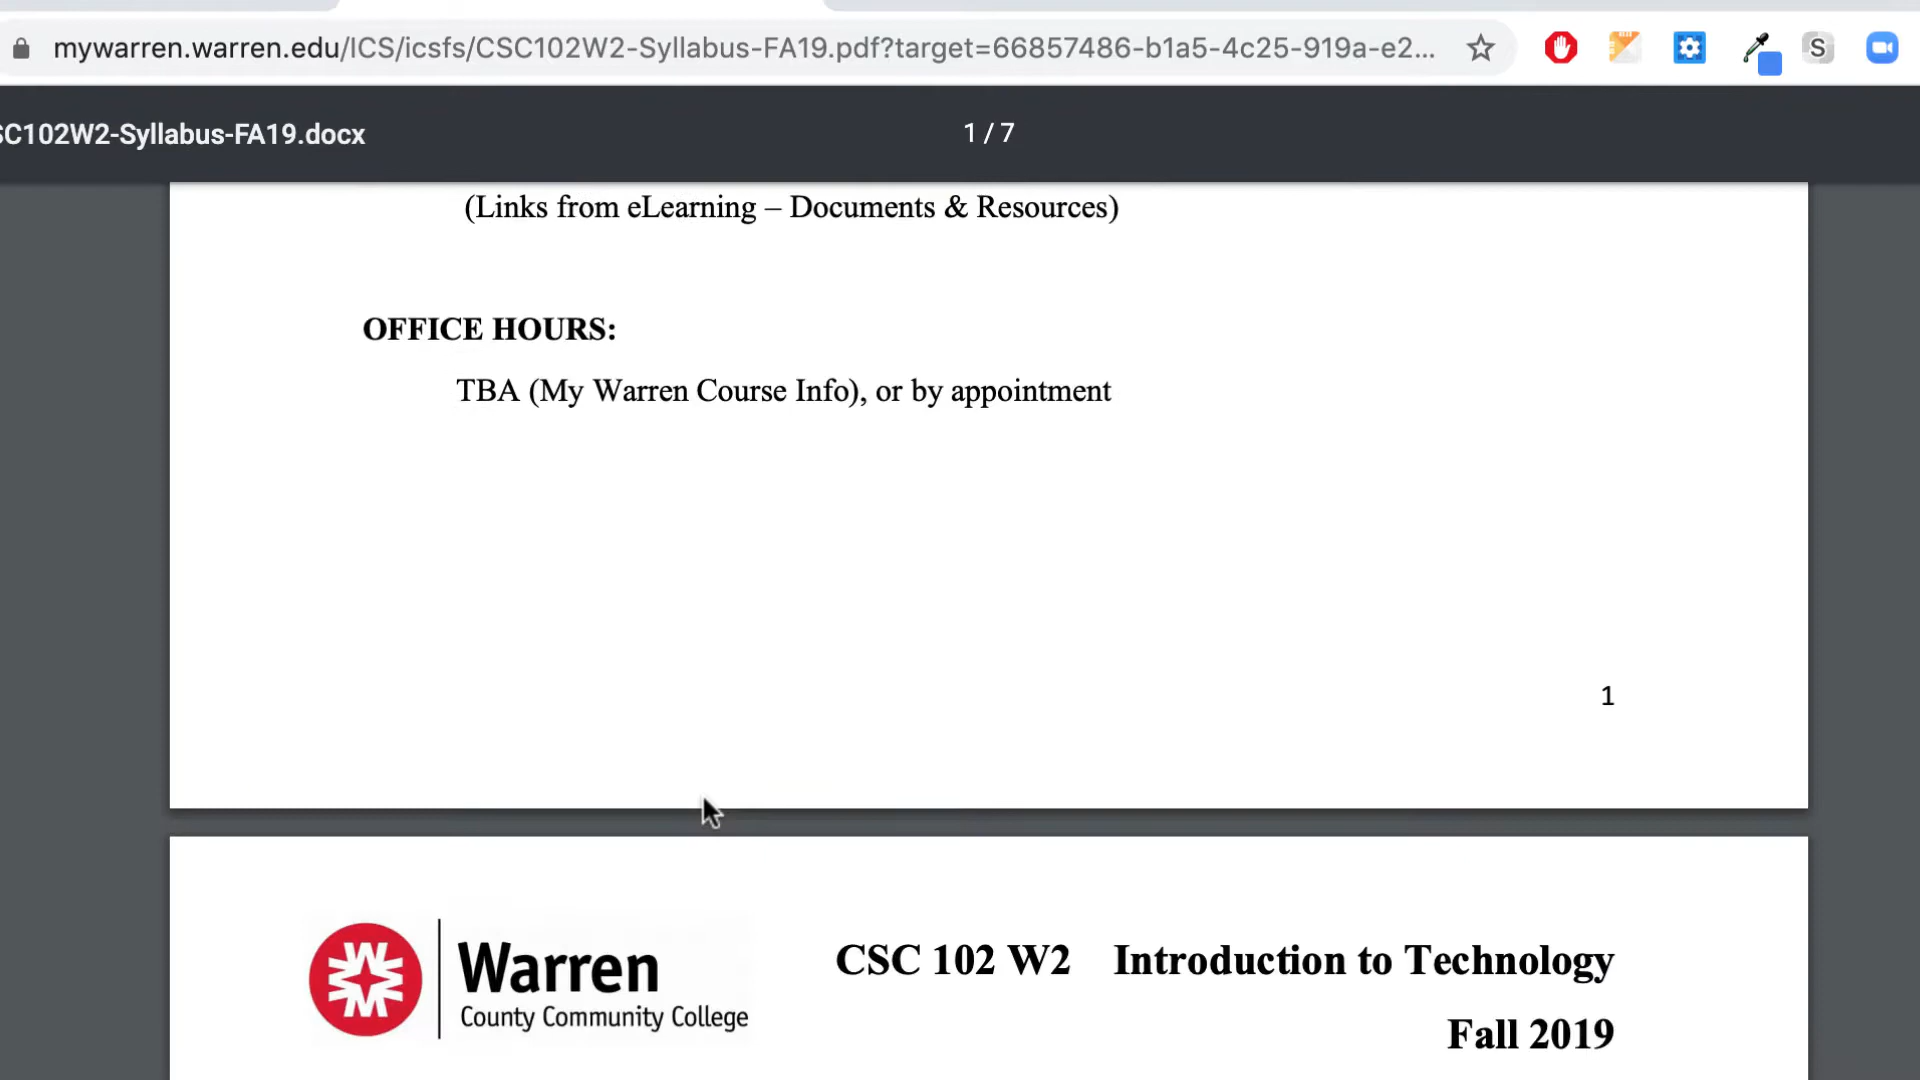 mywarren.warren.edu/ICS/icsfs/CSC102W2-Syllabus-FA19.pdf?target=66857486-b1a5-4c25-919a-e2...
SC102W2-Syllabus-FA19.docx
1 / 7
(Links from eLearning – Documents & Resources)
OFFICE HOURS:
TBA (My Warren Course Info), or by appointment
1
Warren
County Community College
CSC 102 W2 Introduction to Technology
Fall 2019